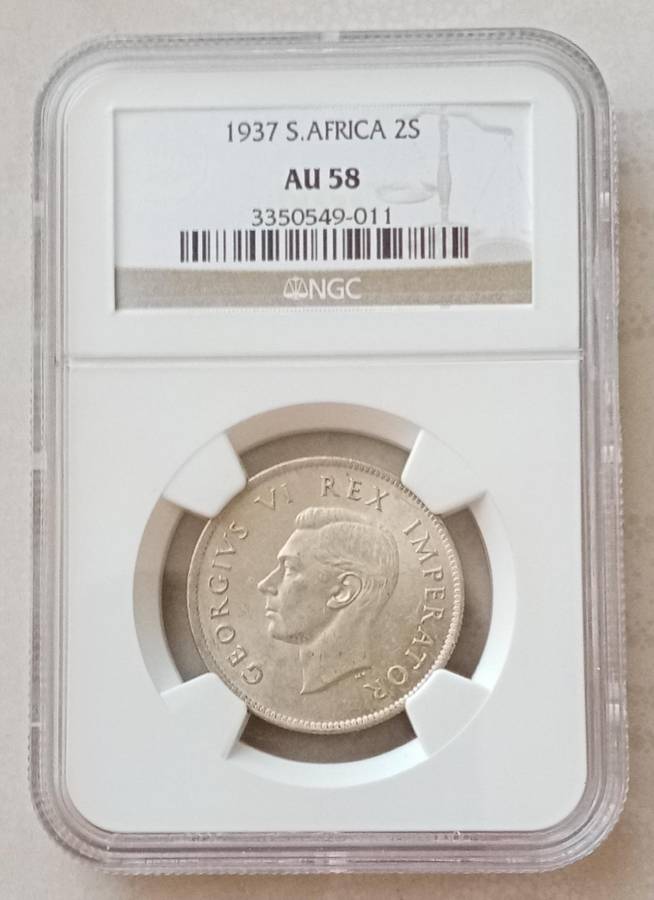 1937 S.AFRICA 2S
AU 58
3350549-011
NGC
GEORGIVS VI REX IMPERATOR